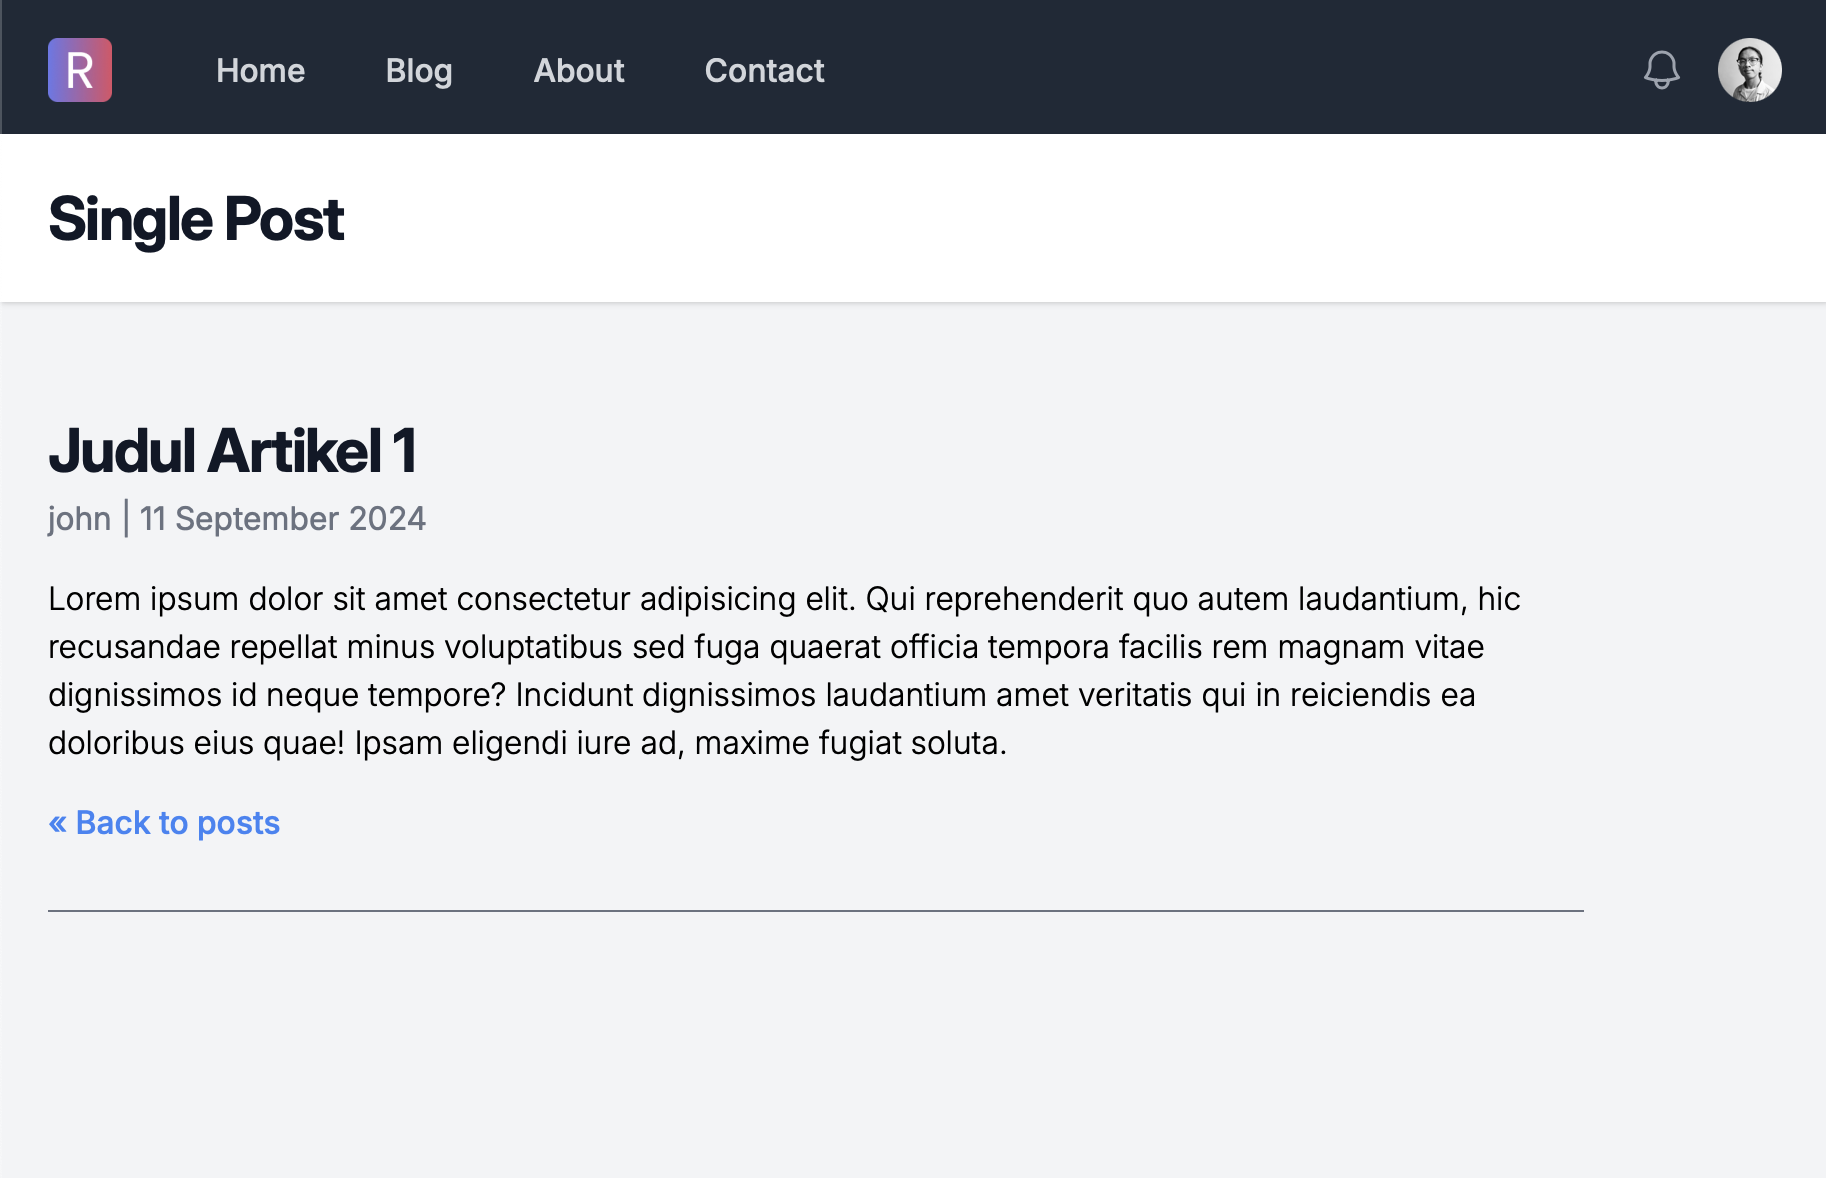 R
Home
Blog
About
Contact
Single Post
Judul Artikel 1
john | 11 September 2024
Lorem ipsum dolor sit amet consectetur adipisicing elit. Qui reprehenderit quo autem laudantium, hic
recusandae repellat minus voluptatibus sed fuga quaerat officia tempora facilis rem magnam vitae
dignissimos id neque tempore? Incidunt dignissimos laudantium amet veritatis qui in reiciendis ea
doloribus eius quae! Ipsam eligendi iure ad, maxime fugiat soluta.
« Back to posts